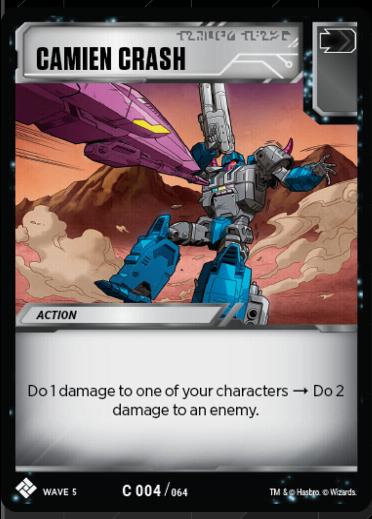 CAMIEN CRASH
ACTION
Do 1 damage to one of your characters → Do 2
damage to an enemy.
WAVE 5 C 004/064 TM & © Hasbro. © Wizards.